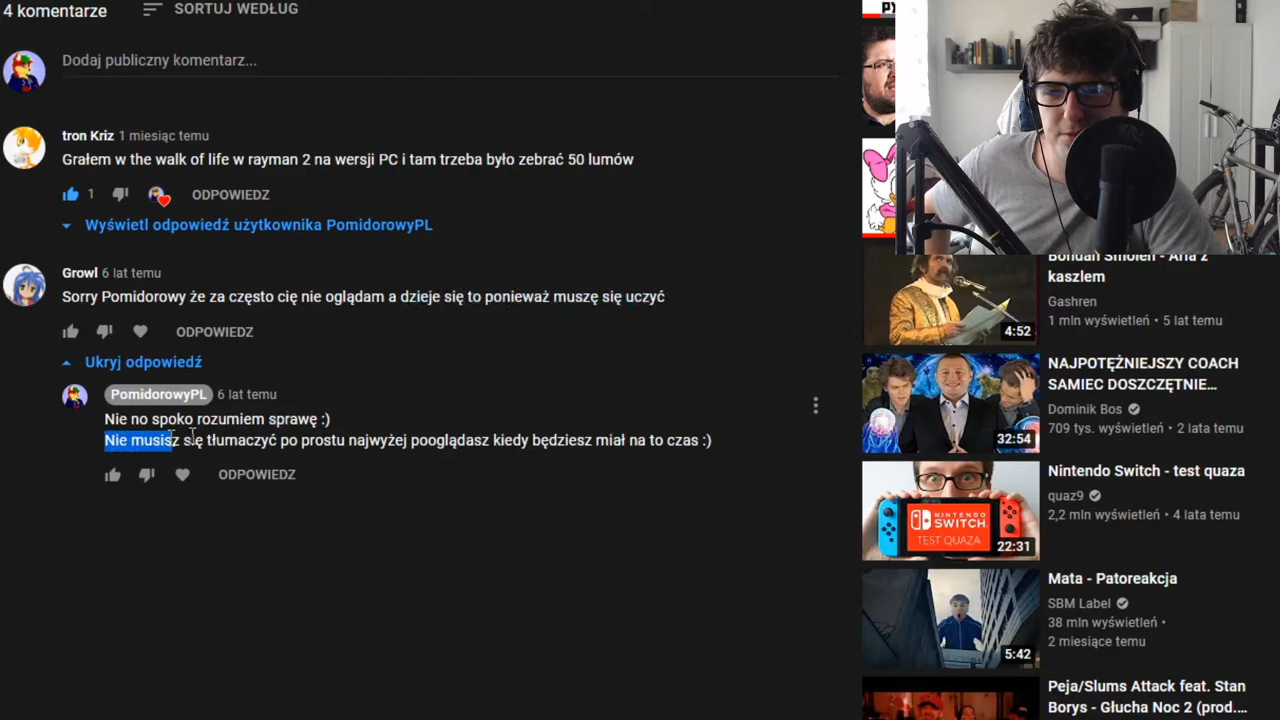 4 komentarze
SORTUJ WEDŁUG
Dodaj publiczny komentarz...
tron Kriz 1 miesiąc temu
Grałem w the walk of life w rayman 2 na wersji PC i tam trzeba było zebrać 50 lumów
1
ODPOWIEDZ
Wyświetl odpowiedź użytkownika PomidorowyPL
Growl 6 lat temu
Sorry Pomidorowy że za często cię nie oglądam a dzieje się to ponieważ muszę się uczyć
ODPOWIEDZ
Ukryj odpowiedź
PomidorowyPL 6 lat temu
Nie no spoko rozumiem sprawę :)
Nie musisz się tłumaczyć po prostu najwyżej pooglądasz kiedy będziesz miał na to czas :)
ODPOWIEDZ
Bohdan Smoleń - Aria z
kaszlem
Gashren
1 mln wyświetleń • 5 lat temu
4:52
NAJPOTĘŻNIEJSZY COACH
SAMIEC DOSZCZĘTNIE...
Dominik Bos
709 tys. wyświetleń • 2 lata temu
32:54
Nintendo Switch - test quaza
quaz9
2,2 mln wyświetleń • 4 lata temu
NINTENDO
SWITCH
TEST QUAZA
22:31
Mata - Patoreakcja
SBM Label
38 mln wyświetleń •
2 miesiące temu
5:42
Peja/Slums Attack feat. Stan
Borys - Głucha Noc 2 (prod....